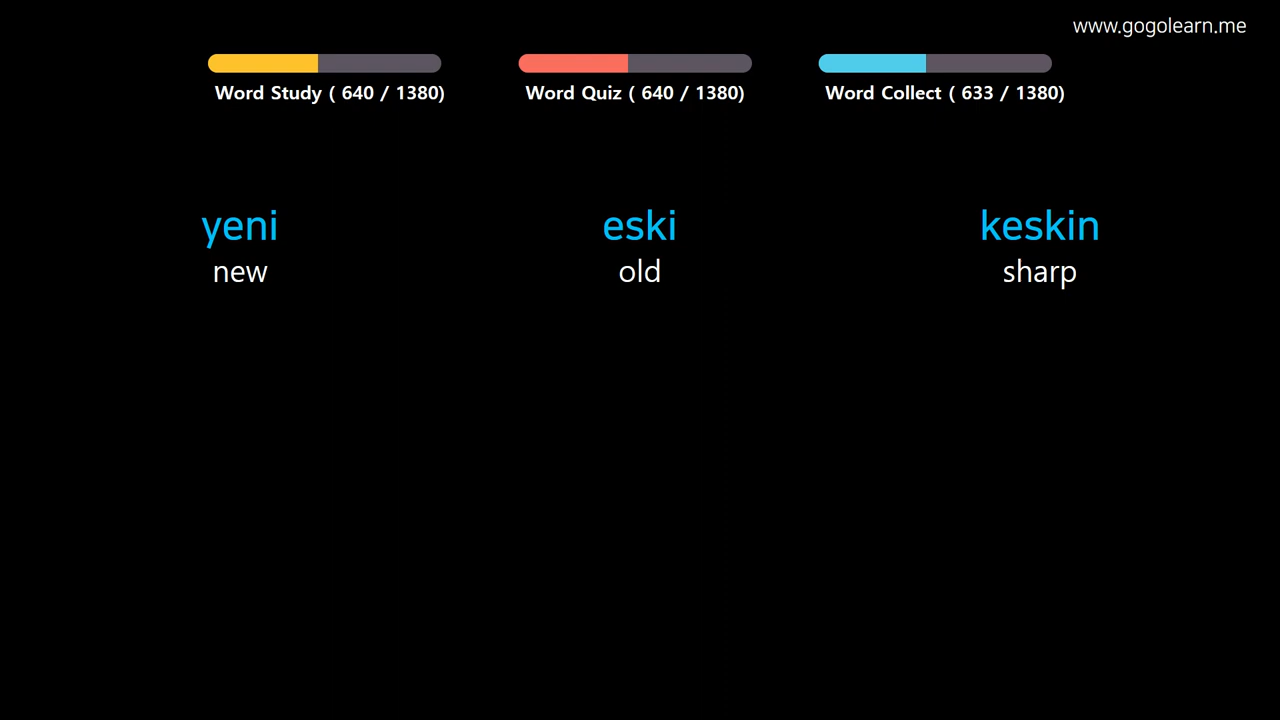 www.gogolearn.me
Word Study ( 640 / 1380)
Word Quiz ( 640 / 1380)
Word Collect ( 633 / 1380)
yeni
eski
keskin
new
old
sharp